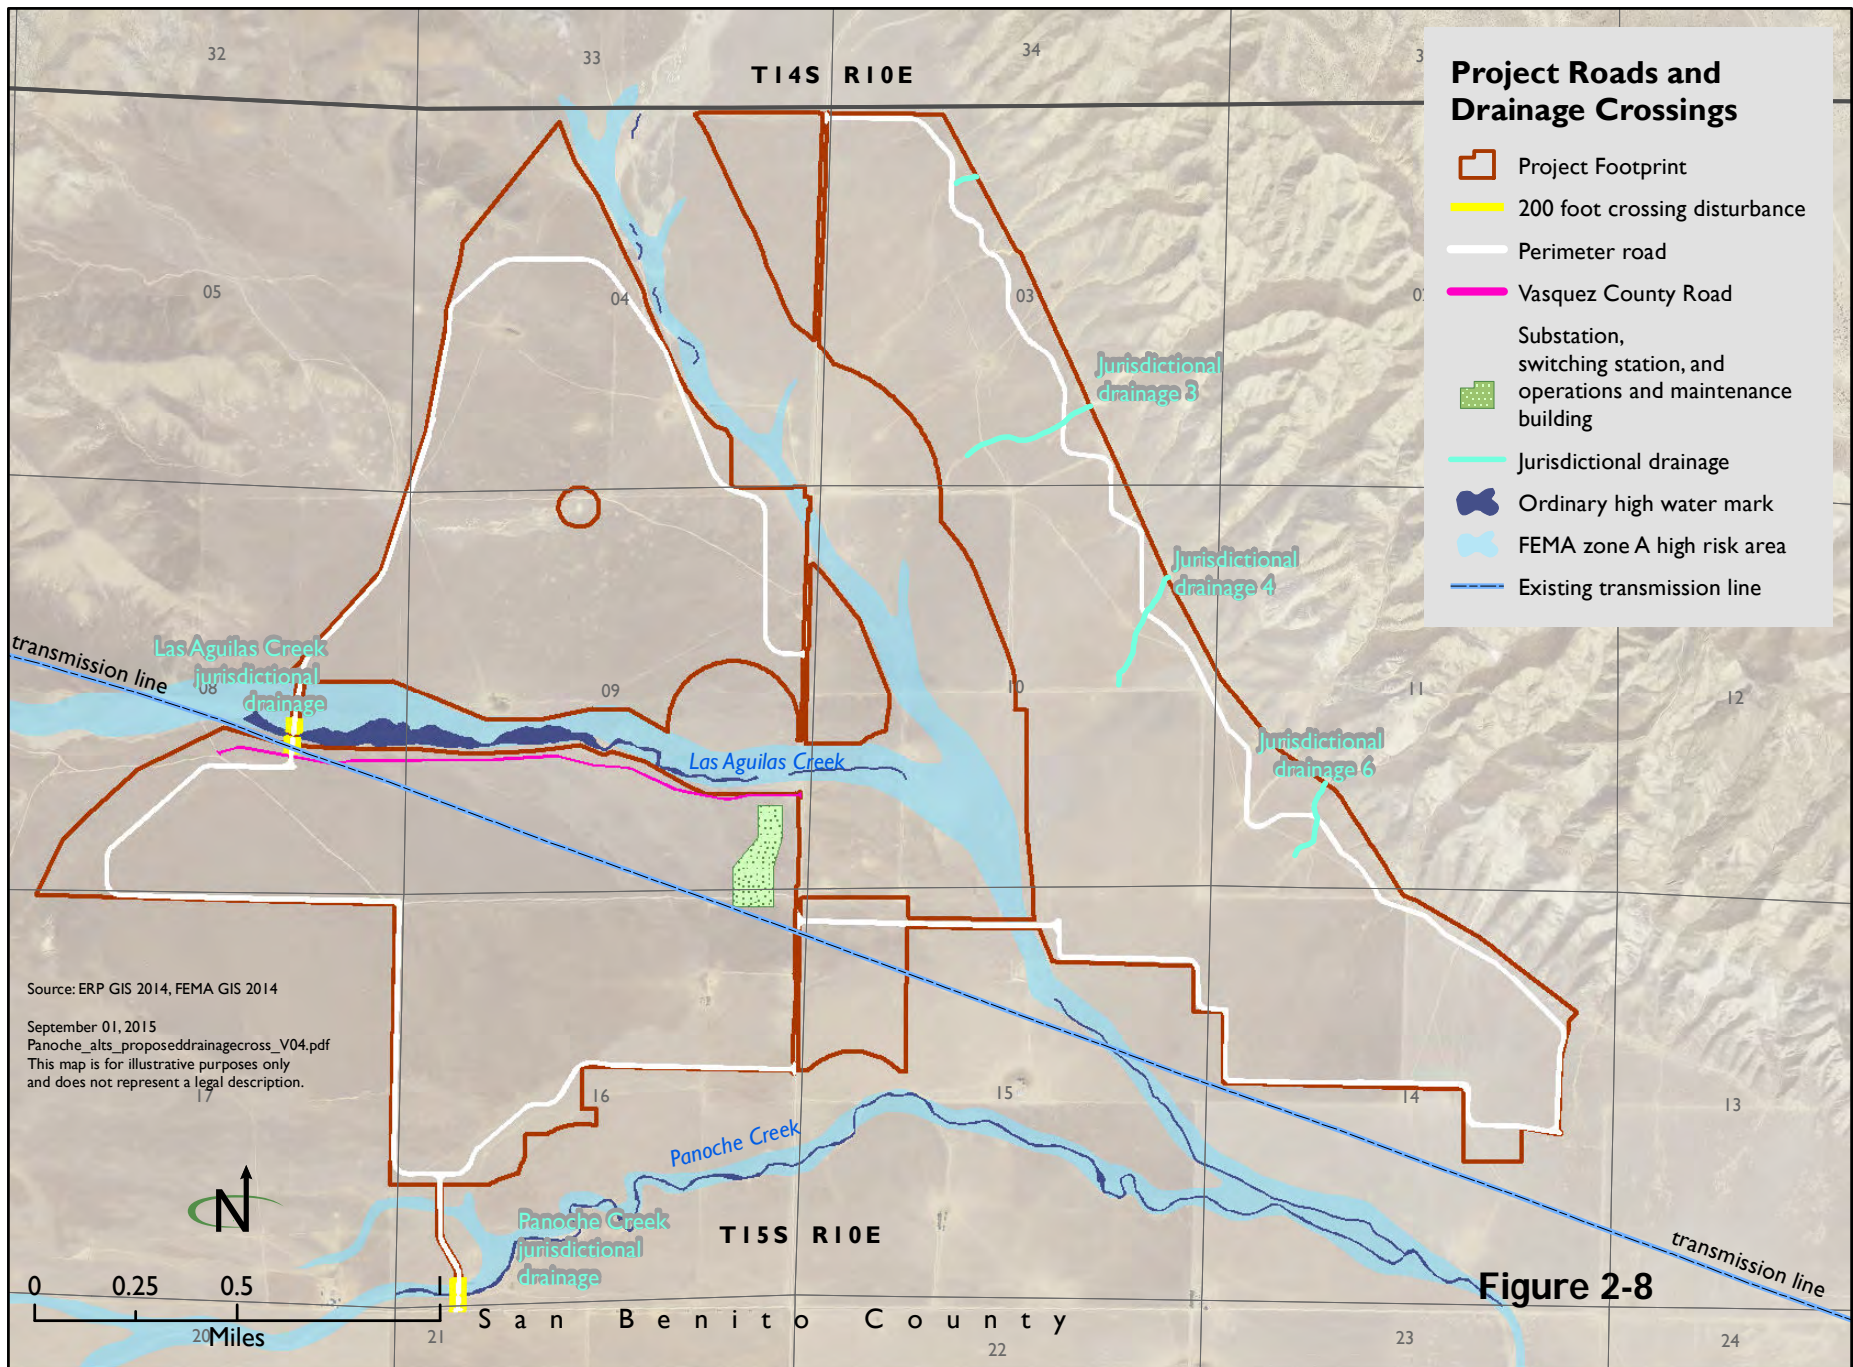 32
33
34
3
T14S R10E
Project Roads and
Drainage Crossings
Project Footprint
200 foot crossing disturbance
Perimeter road
Vasquez County Road
Substation,
switching station, and
operations and maintenance
building
Jurisdictional drainage
Ordinary high water mark
FEMA zone A high risk area
Existing transmission line
05
04
03
0
Jurisdictional
drainage 3
Jurisdictional
drainage 4
transmission line
Las Aguilas Creek
jurisdictional
drainage
08
09
10
11
12
Jurisdictional
drainage 6
Las Aguilas Creek
Source: ERP GIS 2014, FEMA GIS 2014
September 01, 2015
Panoche_alts_proposeddrainagecross_V04.pdf
This map is for illustrative purposes only
and does not represent a legal description.
17
16
15
14
13
Panoche Creek
N
Panoche Creek
jurisdictional
drainage
T15S R10E
transmission line
0 0.25 0.5 1
Miles
Figure 2-8
San Benito County
20
21
22
23
24